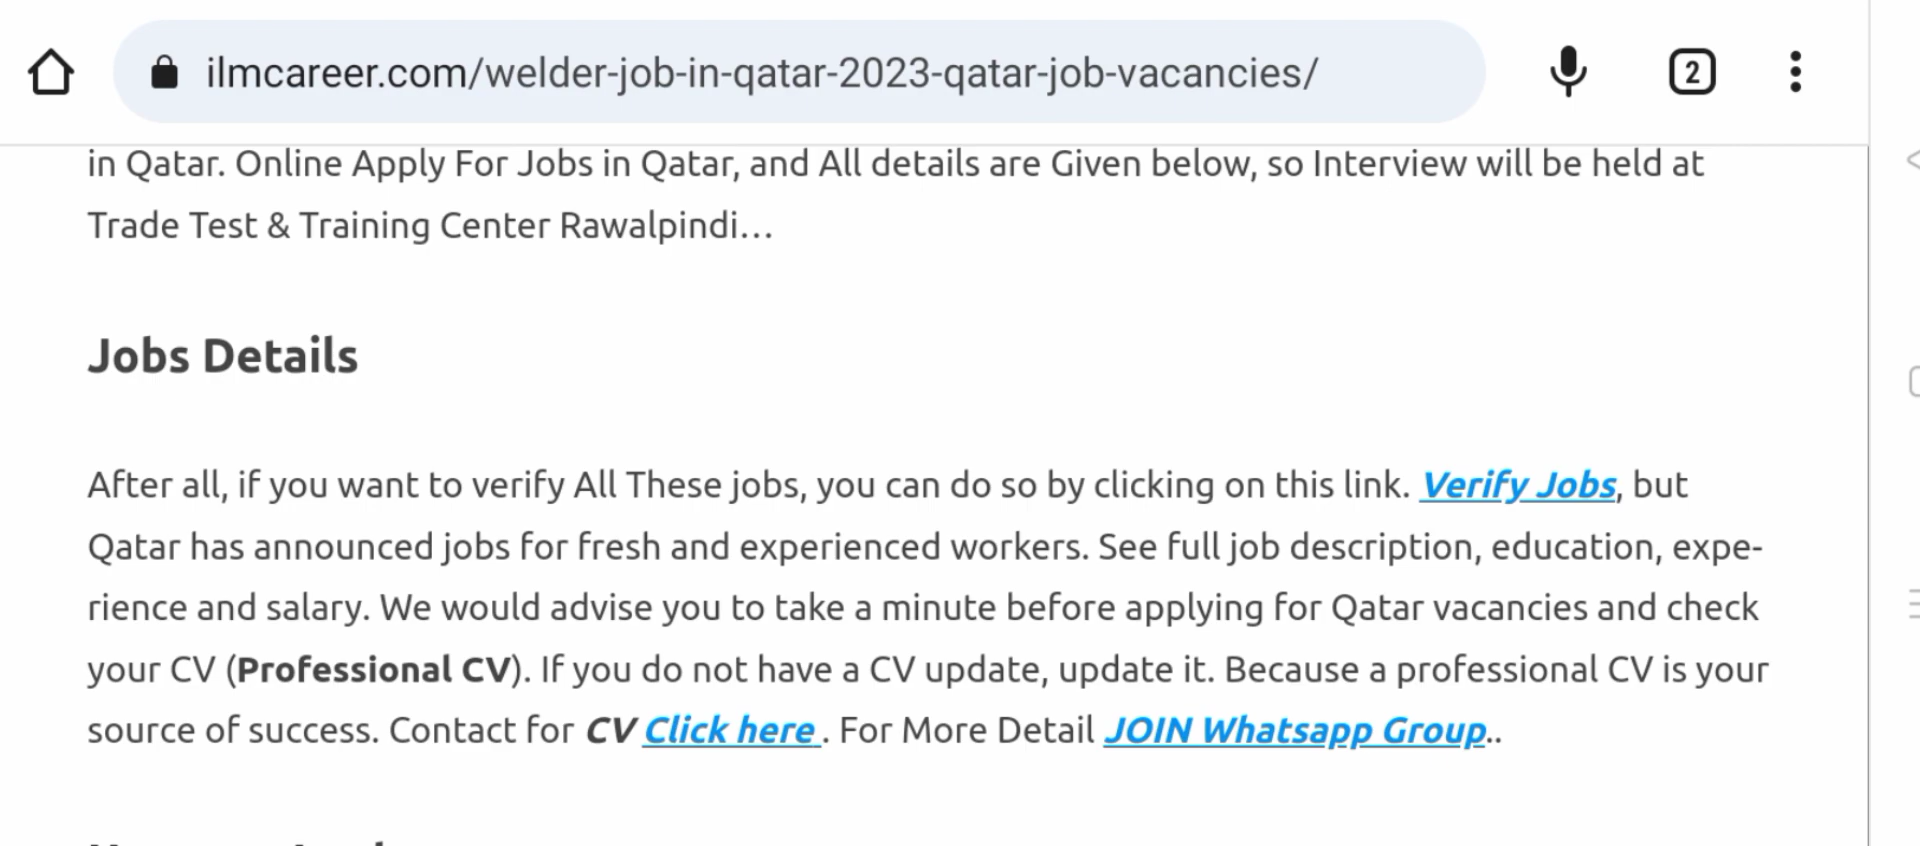 ilmcareer.com/welder-job-in-qatar-2023-qatar-job-vacancies/
2
in Qatar. Online Apply For Jobs in Qatar, and All details are Given below, so Interview will be held at
Trade Test & Training Center Rawalpindi...
Jobs Details
After all, if you want to verify All These jobs, you can do so by clicking on this link. Verify Jobs, but
Qatar has announced jobs for fresh and experienced workers. See full job description, education, expe-
rience and salary. We would advise you to take a minute before applying for Qatar vacancies and check
your CV (Professional CV). If you do not have a CV update, update it. Because a professional CV is your
source of success. Contact for CV Click here . For More Detail JOIN Whatsapp Group..